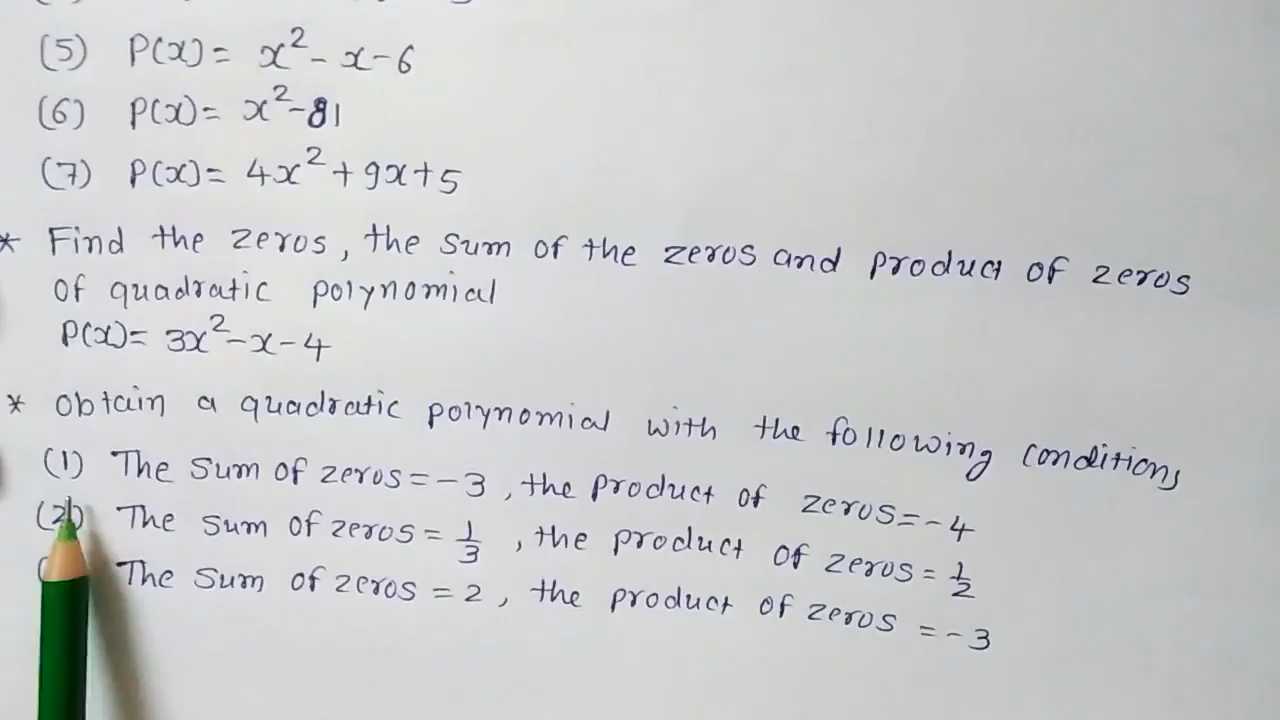 (5) P(x) = x² - x - 6
(6) P(x) = x² - 81
(7) P(x) = 4x² + 9x + 5
* Find the zeros, the sum of the zeros and product of zeros
of quadratic polynomial
P(x) = 3x² - x - 4
* obtain a quadratic polynomial with the following conditions
(1) The sum of zeros = -3, the product of zeros = -4
(2) The sum of zeros = 1/3, the product of zeros = 1/2
The sum of zeros = 2, the product of zeros = -3